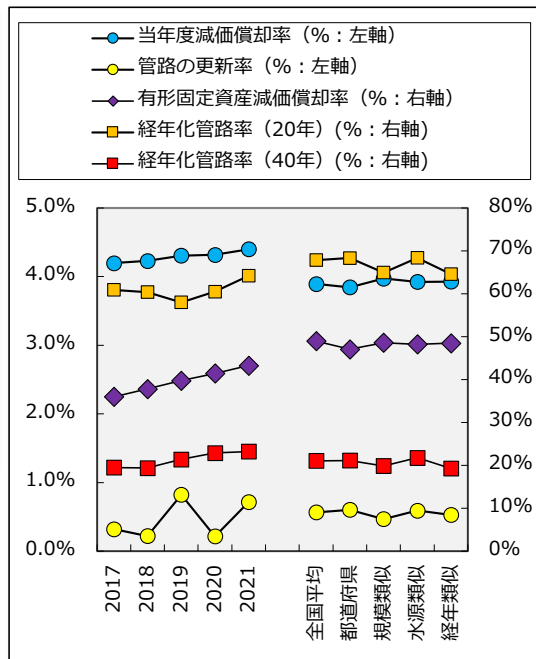 当年度減価償却率（%：左軸）
管路の更新率（%：左軸）
有形固定資産減価償却率（%：右軸）
経年化管路率（20年）(%：右軸)
経年化管路率（40年）(%：右軸)
5.0%
4.0%
3.0%
2.0%
1.0%
0.0%
80%
70%
60%
50%
40%
30%
20%
10%
0%
2017
2018
2019
2020
2021
全国平均
都道府県
規模類似
水源類似
経年類似